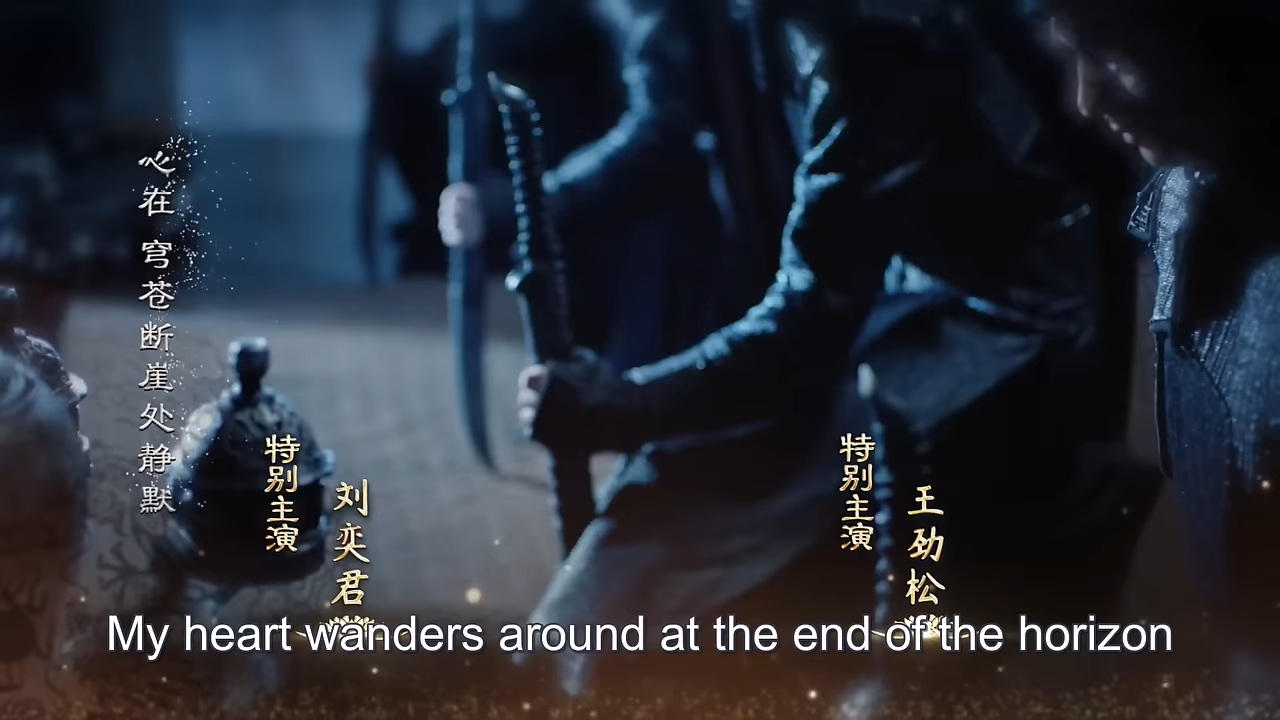 心在 穹苍断崖处静默
特别主演
刘奕君
特别主演
王劲松
My heart wanders around at the end of the horizon